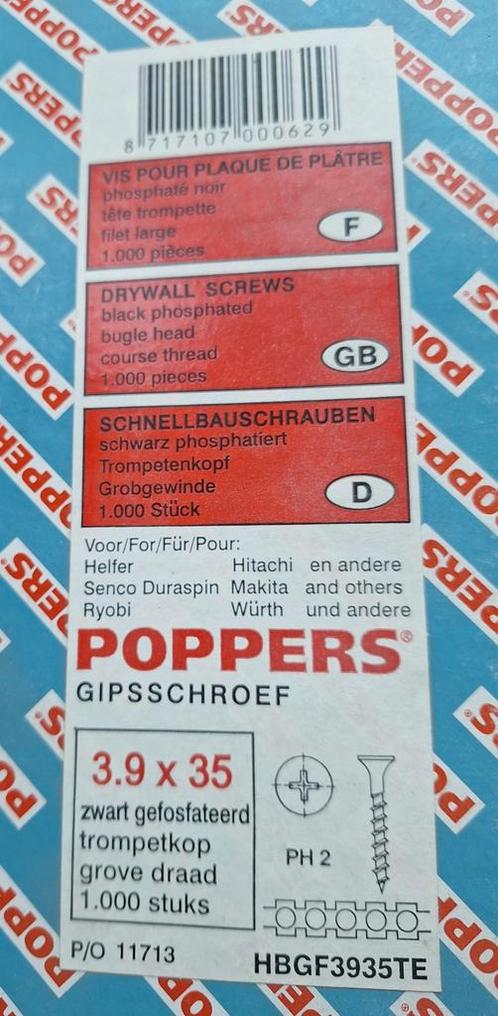 8 717107 000629
VIS POUR PLAQUE DE PLÂTRE
phosphaté noir
tête trompette
filet large
1.000 pièces
F
DRYWALL SCREWS
black phosphated
bugle head
course thread
1.000 pieces
GB
SCHNELLBAUSCHRAUBEN
schwarz phosphatiert
Trompetenkopf
Grobgewinde
1.000 Stück
D
Voor/For/Für/Pour:
Helfer Hitachi en andere
Senco Duraspin Makita and others
Ryobi Würth und andere
POPPERS®
GIPSSCHROEF
3.9 x 35
zwart gefosfateerd
trompetkop
grove draad
1.000 stuks
PH 2
P/O 11713
HBGF3935TE